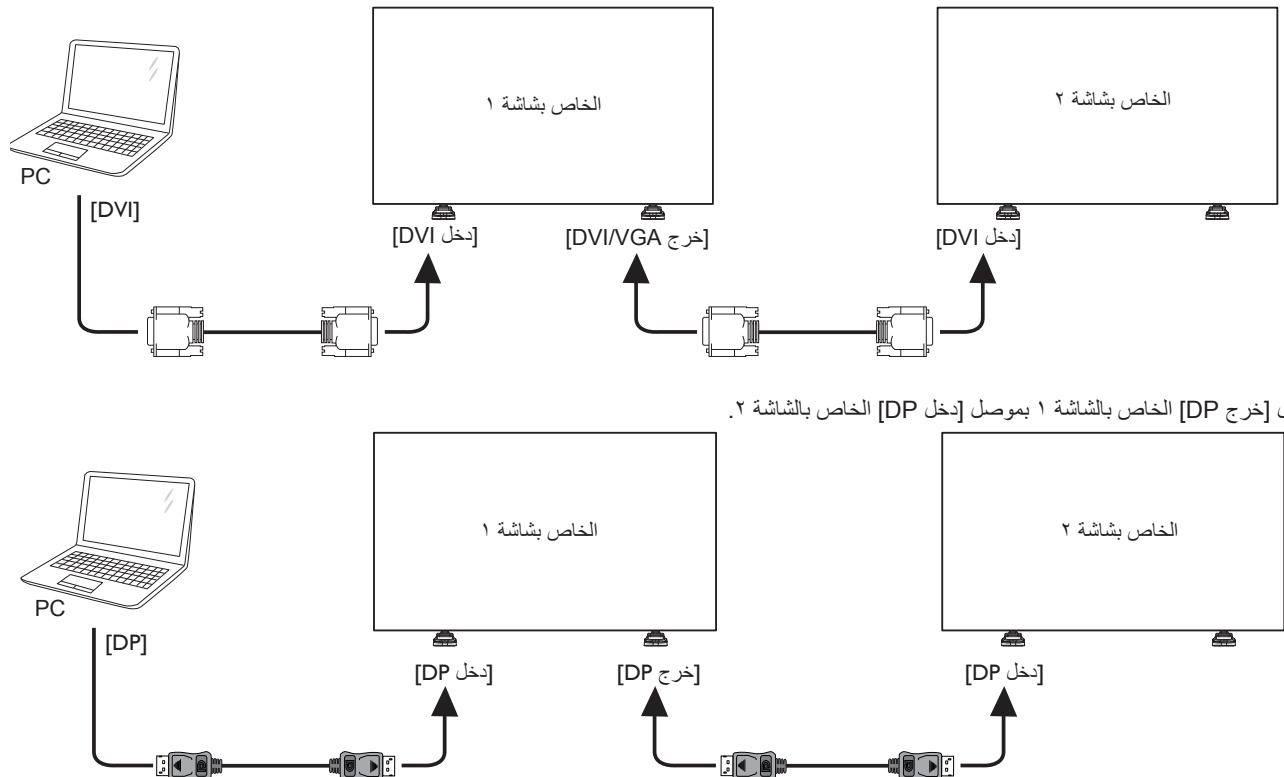 الخاص بشاشة ١
الخاص بشاشة ٢
PC
[DVI]
[دخل DVI]
[خرج DVI/VGA]
[دخل DVI]
[خرج DP] الخاص بالشاشة ١ بموصل [دخل DP] الخاص بالشاشة ٢.
الخاص بشاشة ١
الخاص بشاشة ٢
PC
[DP]
[دخل DP]
[خرج DP]
[دخل DP]